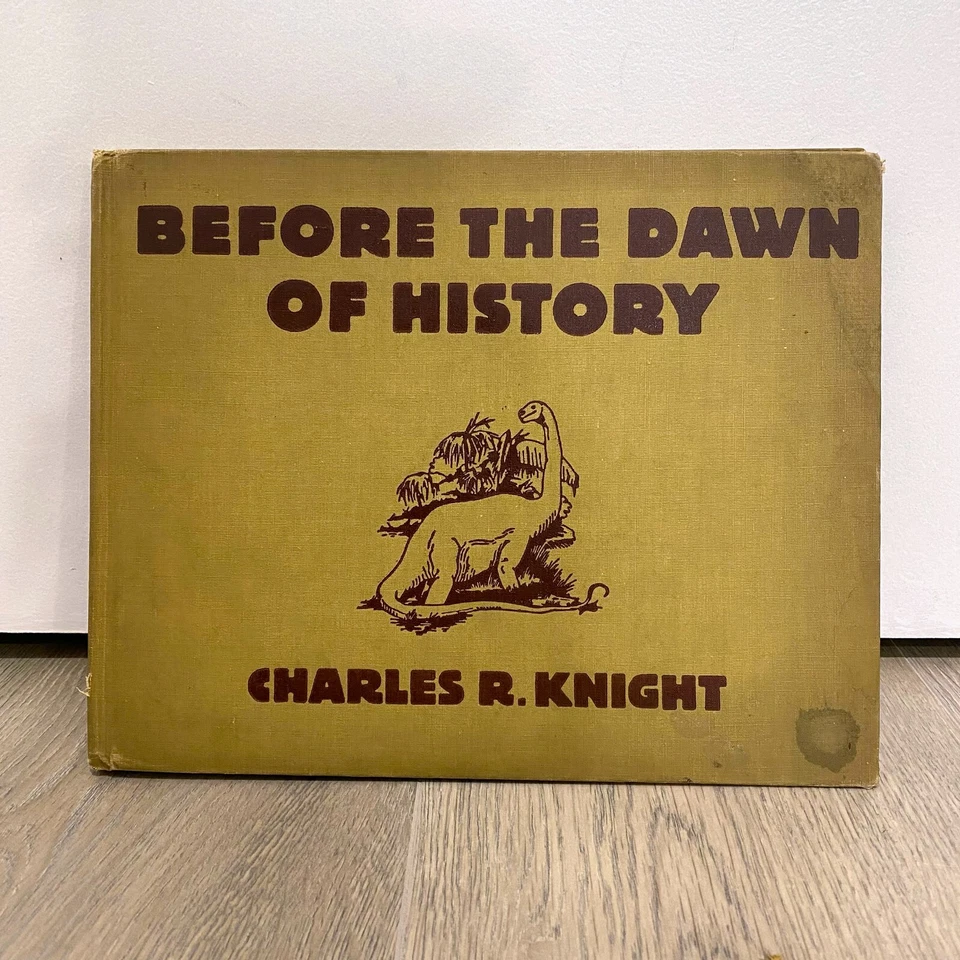 BEFORE THE DAWN
OF HISTORY
CHARLES R. KNIGHT